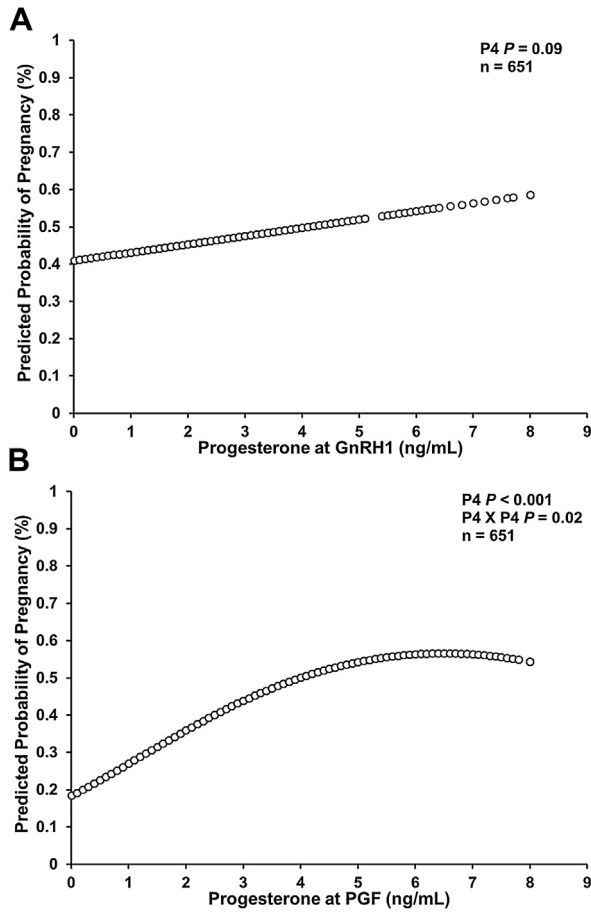 A
P4 P = 0.09
n = 651
Predicted Probability of Pregnancy (%)
1
0.9
0.8
0.7
0.6
0.5
0.4
0.3
0.2
0.1
0
0 1 2 3 4 5 6 7 8 9
Progesterone at GnRH1 (ng/mL)
B
P4 P < 0.001
P4 X P4 P = 0.02
n = 651
Predicted Probability of Pregnancy (%)
1
0.9
0.8
0.7
0.6
0.5
0.4
0.3
0.2
0.1
0
0 1 2 3 4 5 6 7 8 9
Progesterone at PGF (ng/mL)